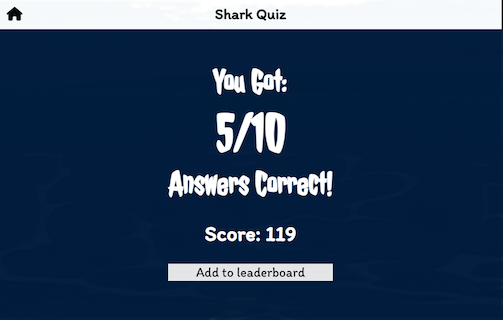 Shark Quiz
You Got:
5/10
Answers Correct!
Score: 119
Add to leaderboard